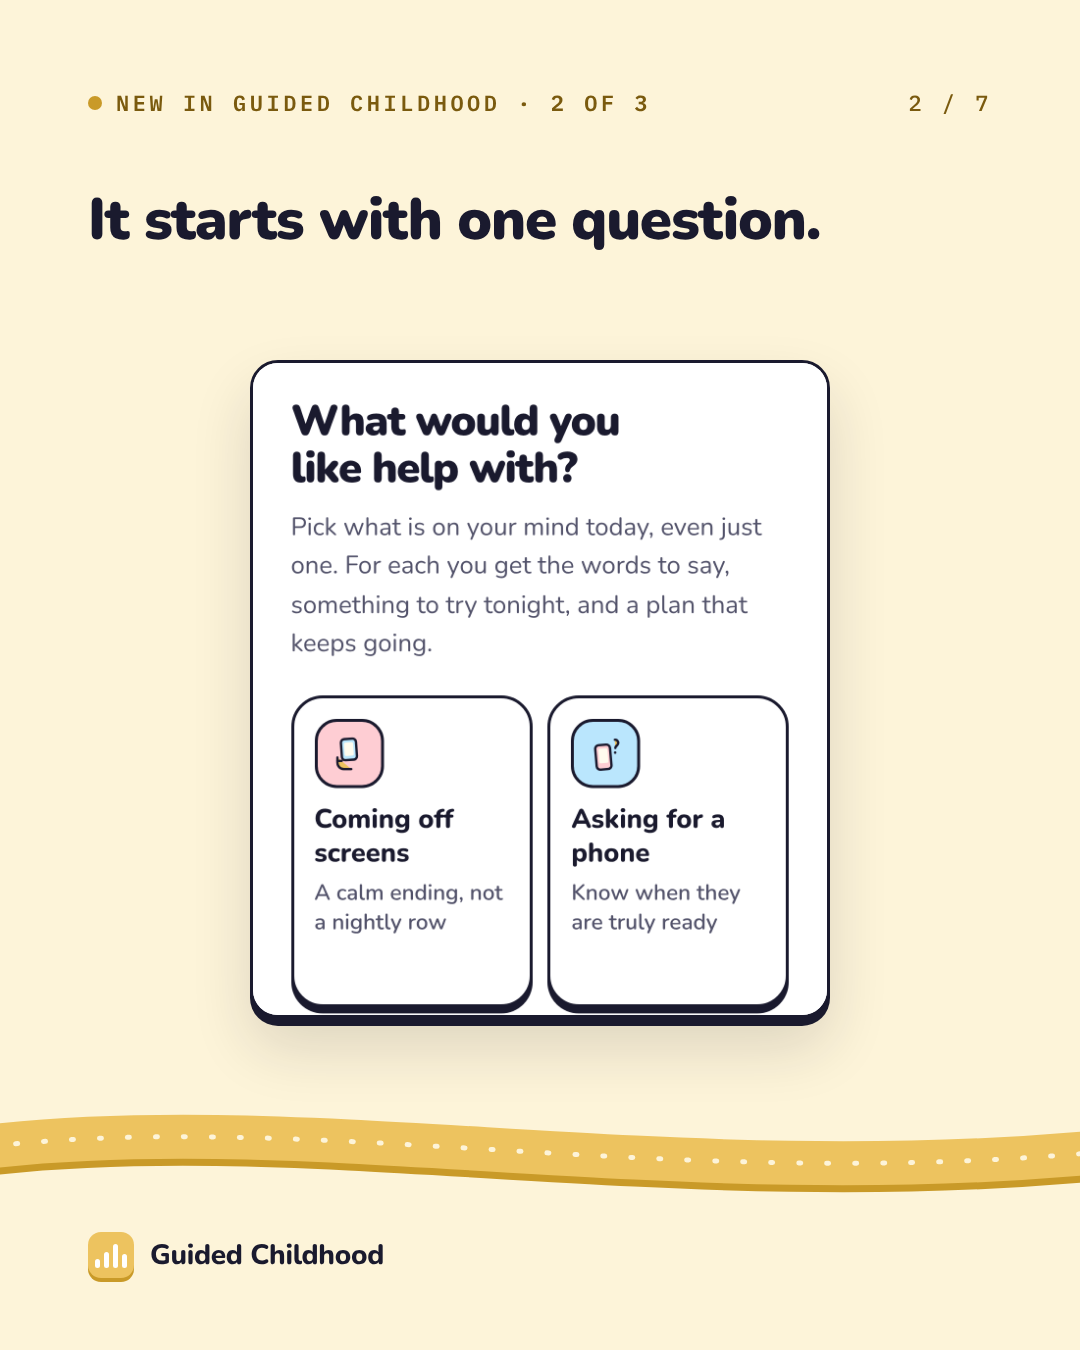 NEW IN GUIDED CHILDHOOD · 2 OF 3
2 / 7
It starts with one question.
What would you
like help with?
Pick what is on your mind today, even just
one. For each you get the words to say,
something to try tonight, and a plan that
keeps going.
?
Coming off
screens
A calm ending, not
a nightly row
Asking for a
phone
Know when they
are truly ready
Guided Childhood